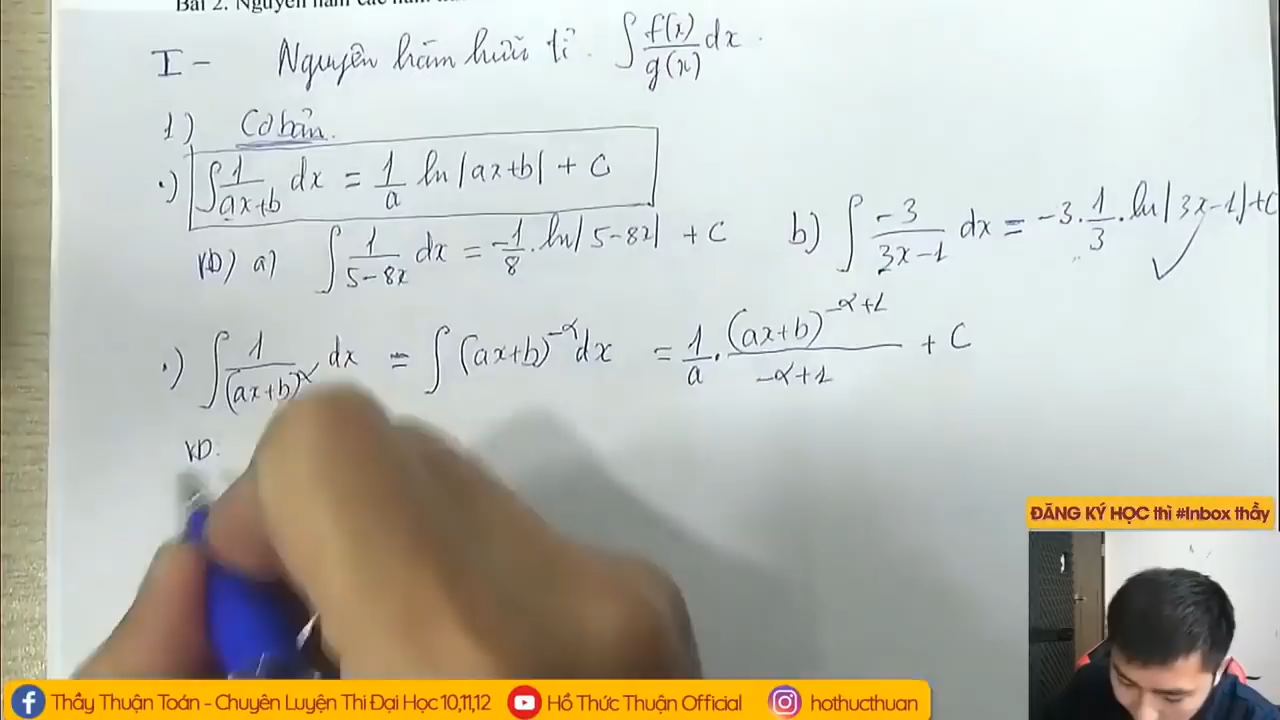 Bài 2. Nguyên hàm các hàm
I - Nguyên hàm hữu tỉ. ∫ f(x)/g(x) dx.
1) Cơ bản.
•) ∫ 1/(ax+b) dx = 1/a ln|ax+b| + C
VD) a) ∫ 1/(5-8x) dx = -1/8 . ln|5-8x| + C b) ∫ -3/(3x-1) dx = -3. 1/3 . ln|3x-1|+C
•) ∫ 1/(ax+b)^α dx = ∫ (ax+b)^(-α) dx = 1/a . (ax+b)^(-α+1)/(-α+1) + C
VD.
ĐĂNG KÝ HỌC thì #Inbox thầy
Thầy Thuận Toán - Chuyên Luyện Thi Đại Học 10,11,12 Hồ Thức Thuận Official hothucthuan